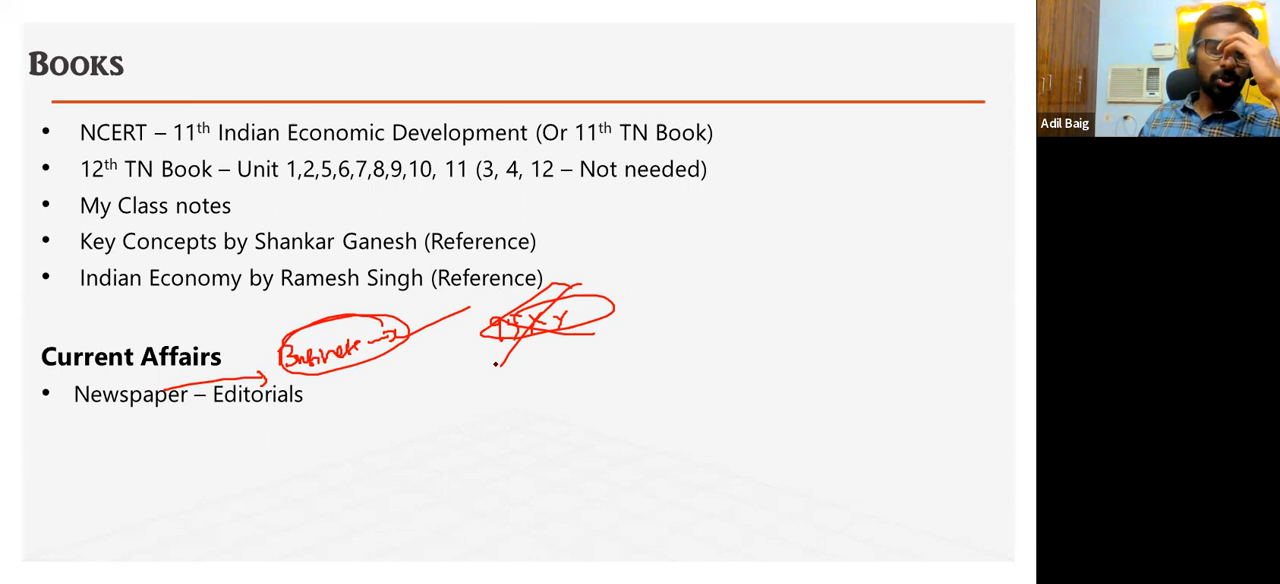 BOOKS
• NCERT – 11th Indian Economic Development (Or 11th TN Book)
• 12th TN Book – Unit 1,2,5,6,7,8,9,10, 11 (3, 4, 12 – Not needed)
• My Class notes
• Key Concepts by Shankar Ganesh (Reference)
• Indian Economy by Ramesh Singh (Reference)
Business
Current Affairs
• Newspaper – Editorials
Adil Baig